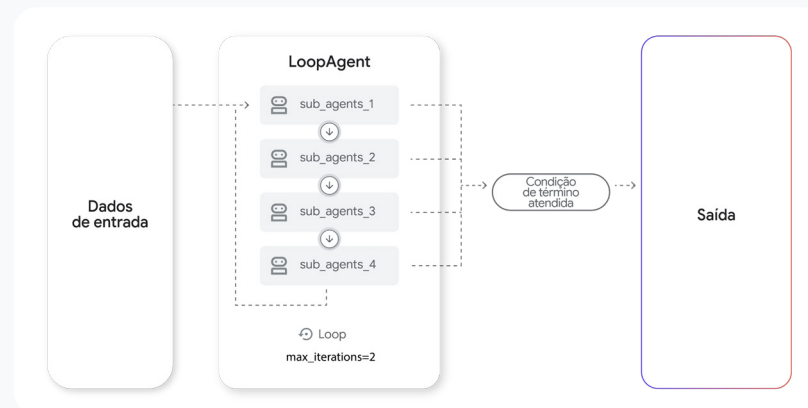 LoopAgent
sub_agents_1
sub_agents_2
sub_agents_3
sub_agents_4
Loop
max_iterations=2
Dados
de entrada
Condição
de término
atendida
Saída